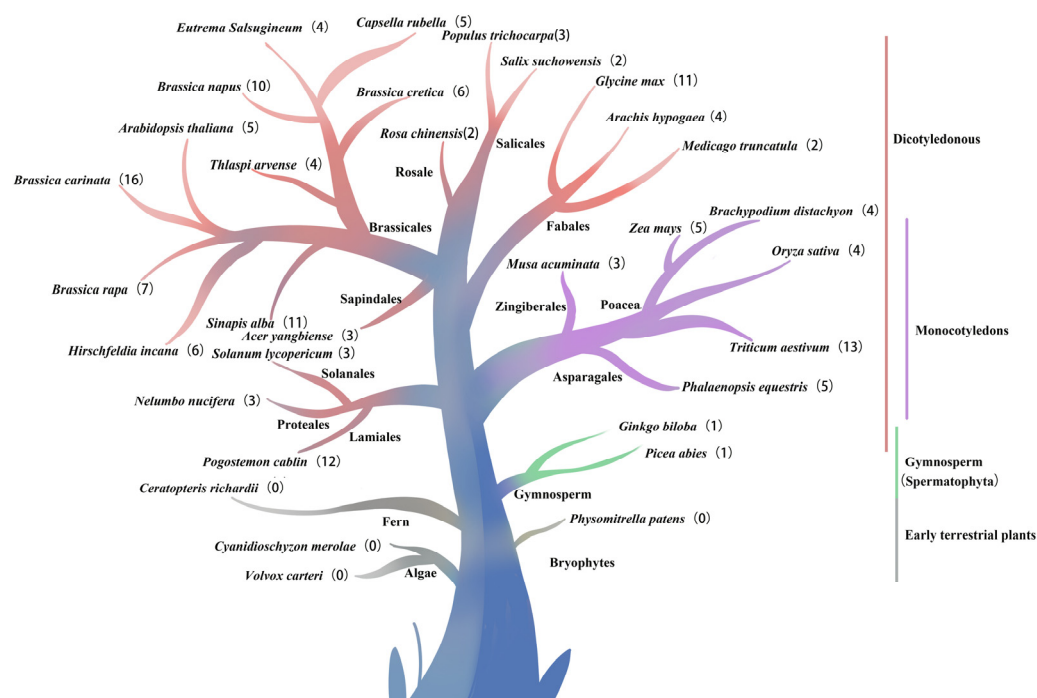 Eutrema Salsugineum (4)
Capsella rubella (5)
Populus trichocarpa(3)
Salix suchowensis (2)
Brassica napus(10)
Brassica cretica (6)
Glycine max (11)
Arabidopsis thaliana (5)
Rosa chinensis(2)
Arachis hypogaea (4)
Salicales
Medicago truncatula (2)
Dicotyledonous
Thlaspi arvense (4)
Rosale
Brassica carinata (16)
Brassicales
Fabales
Brachypodium distachyon (4)
Zea mays (5)
Oryza sativa (4)
Musa acuminata (3)
Brassica rapa (7)
Sapindales
Zingiberales
Poacea
Sinapis alba (11)
Monocotyledons
Acer yangbiense (3)
Hirschfeldia incana (6)
Solanum lycopericum (3)
Triticum aestivum (13)
Solanales
Asparagales
Phalaenopsis equestris (5)
Nelumbo nucifera (3)
Proteales
Lamiales
Ginkgo biloba (1)
Picea abies (1)
Pogostemon cablin (12)
Gymnosperm
(Spermatophyta)
Ceratopteris richardii (0)
Gymnosperm
Fern
Physomitrella patens (0)
Early terrestrial plants
Cyanidioschyzon merolae (0)
Bryophytes
Volvox carteri (0)
Algae